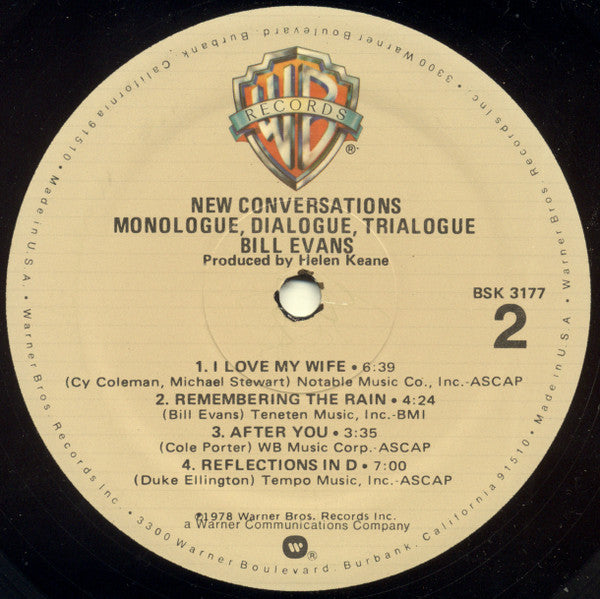 3300 Warner Boulevard, Burbank, California 91510 • Made in U.S.A. • Warner Bros. Records Inc. • 3300 Warner Boulevard, Burbank, California 91510 • Made in U.S.A. • Warner Bros. Records Inc. •
WB
RECORDS
®
NEW CONVERSATIONS
MONOLOGUE, DIALOGUE, TRIALOGUE
BILL EVANS
Produced by Helen Keane
BSK 3177
2
1. I LOVE MY WIFE • 6:39
(Cy Coleman, Michael Stewart) Notable Music Co., Inc.-ASCAP
2. REMEMBERING THE RAIN • 4:24
(Bill Evans) Teneten Music, Inc.-BMI
3. AFTER YOU • 3:35
(Cole Porter) WB Music Corp.-ASCAP
4. REFLECTIONS IN D • 7:00
(Duke Ellington) Tempo Music, Inc.-ASCAP
℗1978 Warner Bros. Records Inc.
a Warner Communications Company
®